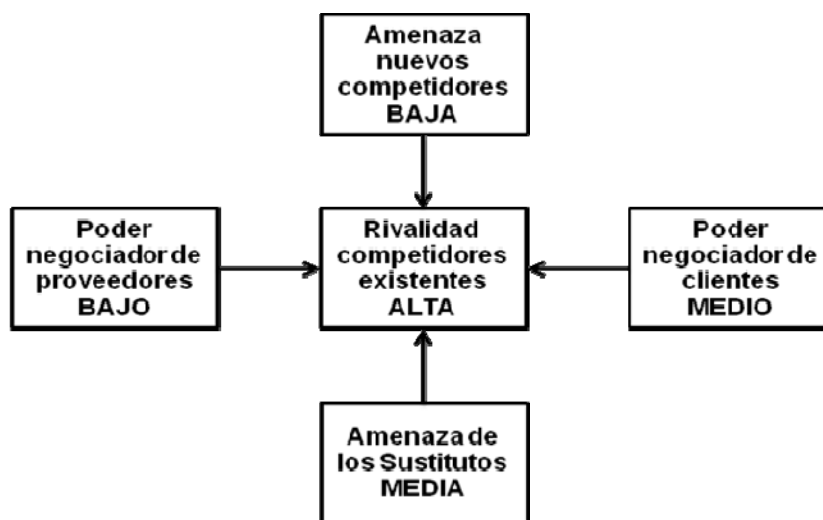 Amenaza
nuevos
competidores
BAJA
Poder
negociador de
proveedores
BAJO
Rivalidad
competidores
existentes
ALTA
Poder
negociador de
clientes
MEDIO
Amenaza de
los Sustitutos
MEDIA